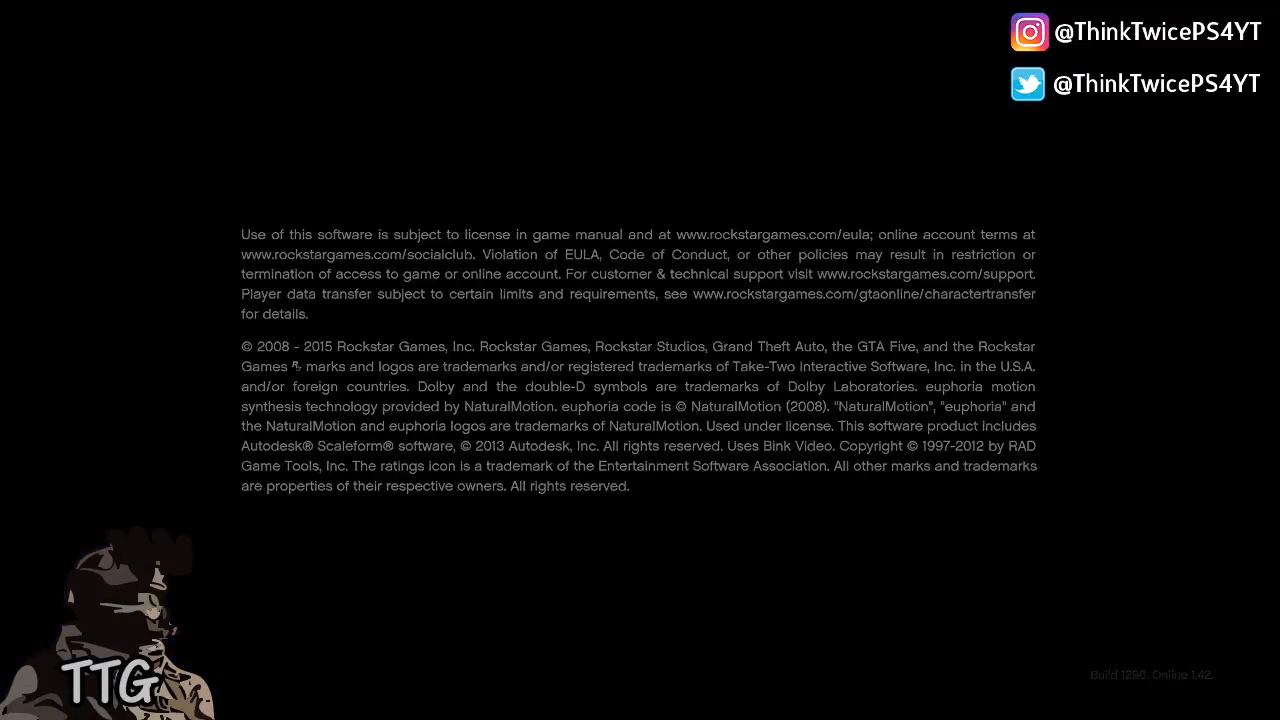 @ThinkTwicePS4YT
@ThinkTwicePS4YT
Use of this software is subject to license in game manual and at www.rockstargames.com/eula; online account terms at
www.rockstargames.com/socialclub. Violation of EULA, Code of Conduct, or other policies may result in restriction or
termination of access to game or online account. For customer & technical support visit www.rockstargames.com/support.
Player data transfer subject to certain limits and requirements, see www.rockstargames.com/gtaonline/charactertransfer
for details.
© 2008 - 2015 Rockstar Games, Inc. Rockstar Games, Rockstar Studios, Grand Theft Auto, the GTA Five, and the Rockstar
Games R* marks and logos are trademarks and/or registered trademarks of Take-Two Interactive Software, Inc. in the U.S.A.
and/or foreign countries. Dolby and the double-D symbols are trademarks of Dolby Laboratories. euphoria motion
synthesis technology provided by NaturalMotion. euphoria code is © NaturalMotion (2008). "NaturalMotion", "euphoria" and
the NaturalMotion and euphoria logos are trademarks of NaturalMotion. Used under license. This software product includes
Autodesk® Scaleform® software, © 2013 Autodesk, Inc. All rights reserved. Uses Bink Video. Copyright © 1997-2012 by RAD
Game Tools, Inc. The ratings icon is a trademark of the Entertainment Software Association. All other marks and trademarks
are properties of their respective owners. All rights reserved.
TTG
Build 1290. Online 1.42.